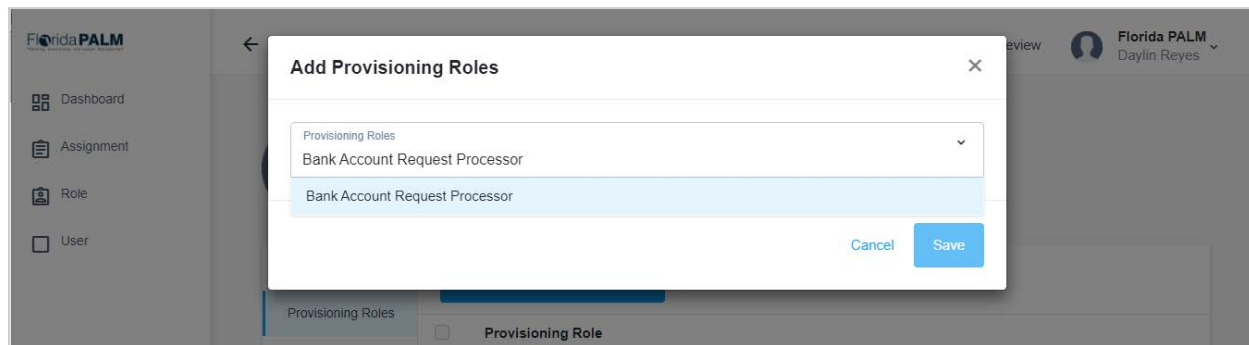 Florida PALM
Add Provisioning Roles
eview
Florida PALM
Daylin Reyes
Dashboard
Assignment
Role
User
Provisioning Roles
Bank Account Request Processor
Bank Account Request Processor
Cancel
Save
Provisioning Roles
Provisioning Role